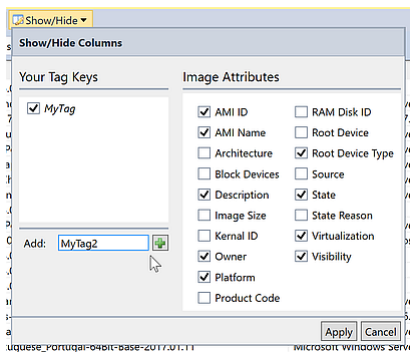 Show/Hide
Show/Hide Columns
Your Tag Keys
MyTag
Add: MyTag2
Image Attributes
AMI ID
AMI Name
Architecture
Block Devices
Description
Image Size
Kernal ID
Owner
Platform
Product Code
RAM Disk ID
Root Device
Root Device Type
Source
State
State Reason
Virtualization
Visibility
Apply
Cancel
uguese_Portugal-64Bit-Base-2017.01.11
Microsoft Windows Serve